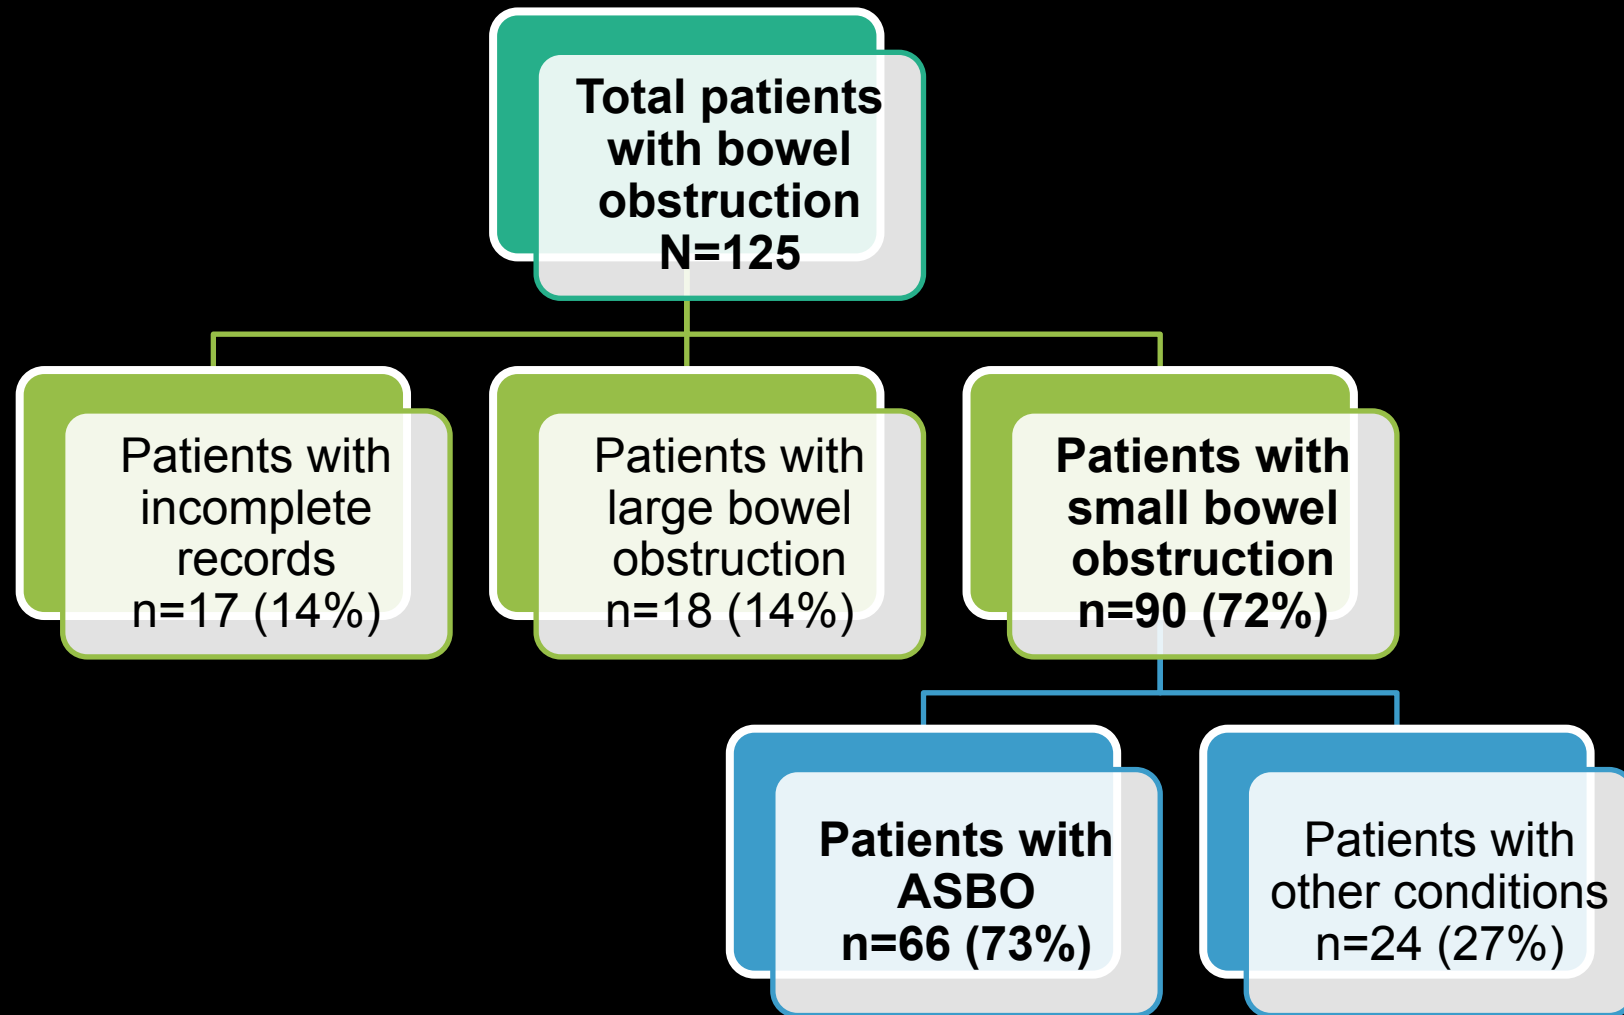 Total patients
with bowel
obstruction
N=125
Patients with
incomplete
records
n=17 (14%)
Patients with
large bowel
obstruction
n=18 (14%)
Patients with
small bowel
obstruction
n=90 (72%)
Patients with
ASBO
n=66 (73%)
Patients with
other conditions
n=24 (27%)